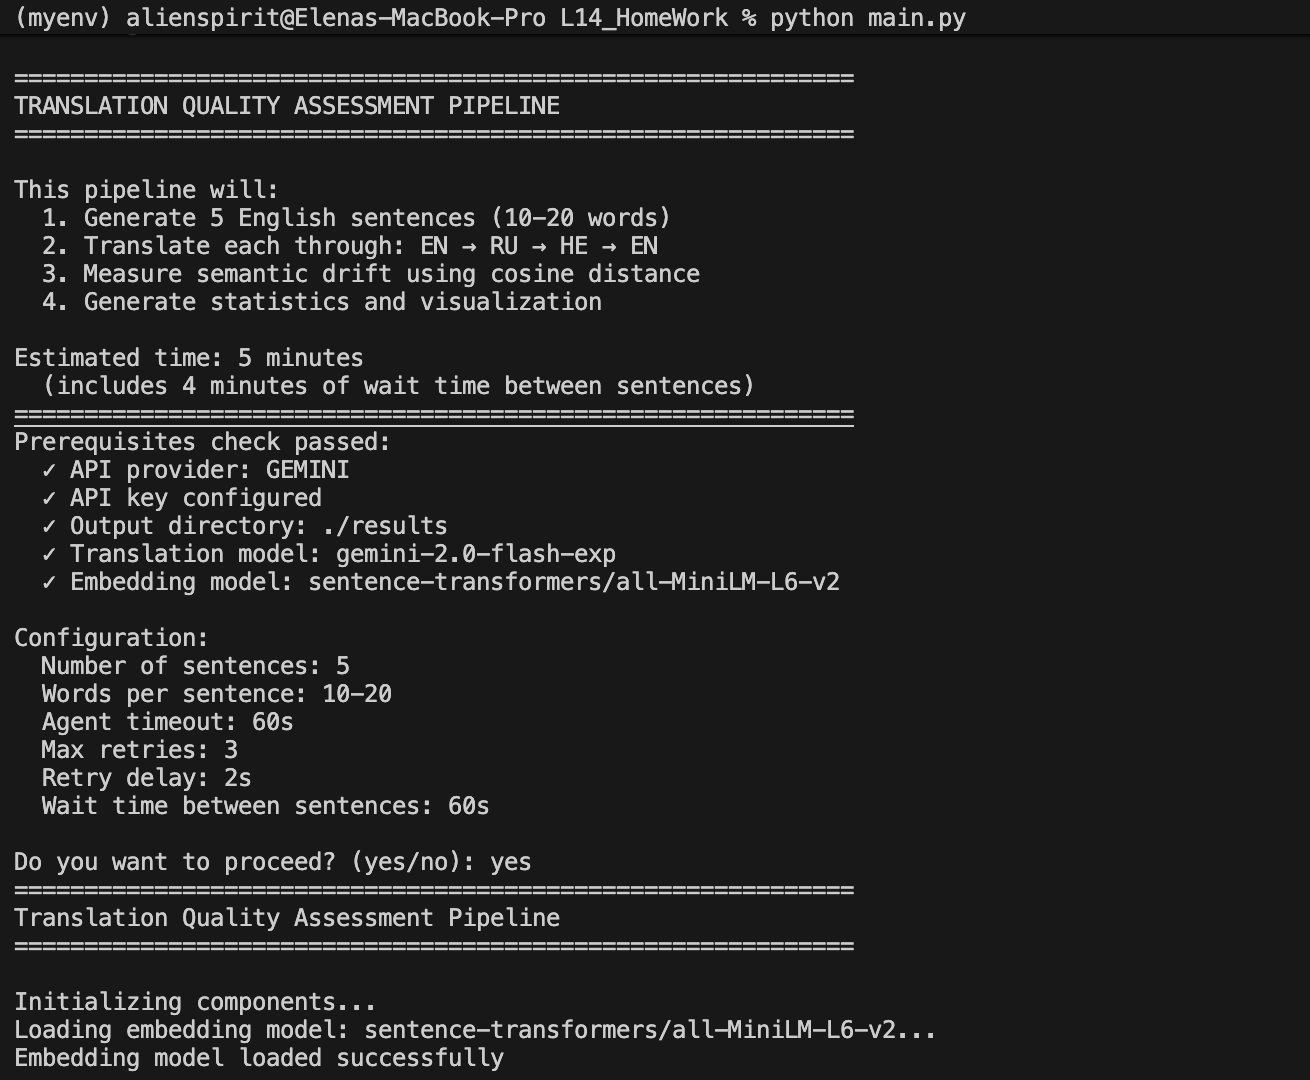 (myenv) alienspirit@Elenas-MacBook-Pro L14_HomeWork % python main.py
============================================================
TRANSLATION QUALITY ASSESSMENT PIPELINE
============================================================
This pipeline will:
1. Generate 5 English sentences (10-20 words)
2. Translate each through: EN → RU → HE → EN
3. Measure semantic drift using cosine distance
4. Generate statistics and visualization
Estimated time: 5 minutes
(includes 4 minutes of wait time between sentences)
============================================================
Prerequisites check passed:
✓ API provider: GEMINI
✓ API key configured
✓ Output directory: ./results
✓ Translation model: gemini-2.0-flash-exp
✓ Embedding model: sentence-transformers/all-MiniLM-L6-v2
Configuration:
Number of sentences: 5
Words per sentence: 10-20
Agent timeout: 60s
Max retries: 3
Retry delay: 2s
Wait time between sentences: 60s
Do you want to proceed? (yes/no): yes
============================================================
Translation Quality Assessment Pipeline
============================================================
Initializing components...
Loading embedding model: sentence-transformers/all-MiniLM-L6-v2...
Embedding model loaded successfully